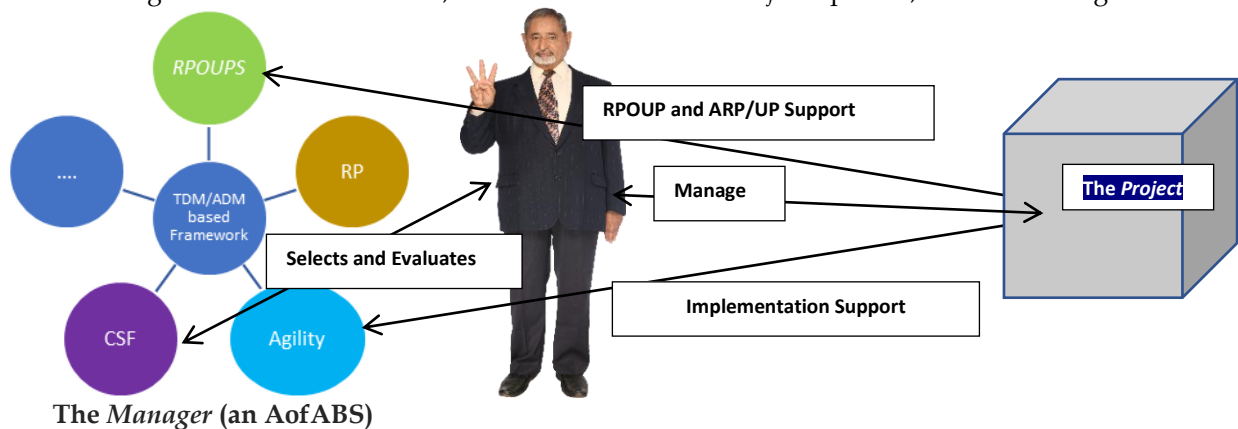 RPOUPS
RPOUP and ARP/UP Support
....
RP
The Project
TDM/ADM
based
Framework
Manage
Selects and Evaluates
Implementation Support
CSF
Agility
The Manager (an AofABS)